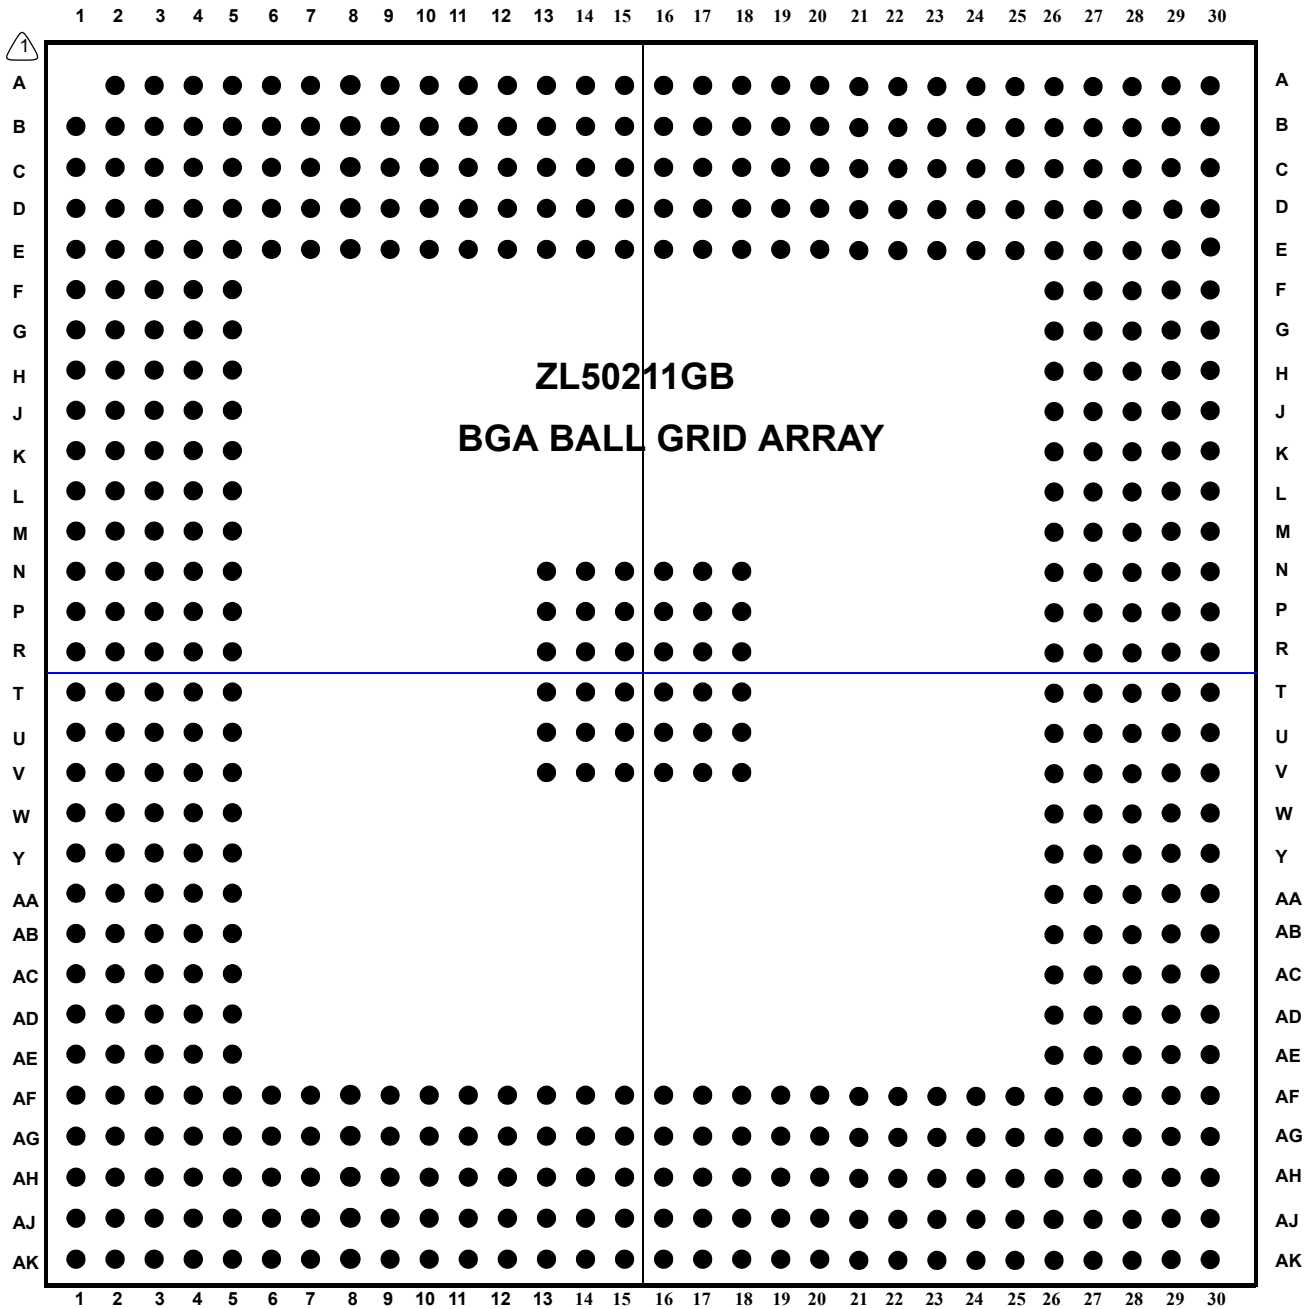 1 2 3 4 5 6 7 8 9 10 11 12 13 14 15 16 17 18 19 20 21 22 23 24 25 26 27 28 29 30
1
A A
B B
C C
D D
E E
F F
G G
H ZL50211GB H
J J
K BGA BALL GRID ARRAY K
L L
M M
N N
P P
R R
T T
U U
V V
W W
Y Y
AA AA
AB AB
AC AC
AD AD
AE AE
AF AF
AG AG
AH AH
AJ AJ
AK AK
1 2 3 4 5 6 7 8 9 10 11 12 13 14 15 16 17 18 19 20 21 22 23 24 25 26 27 28 29 30